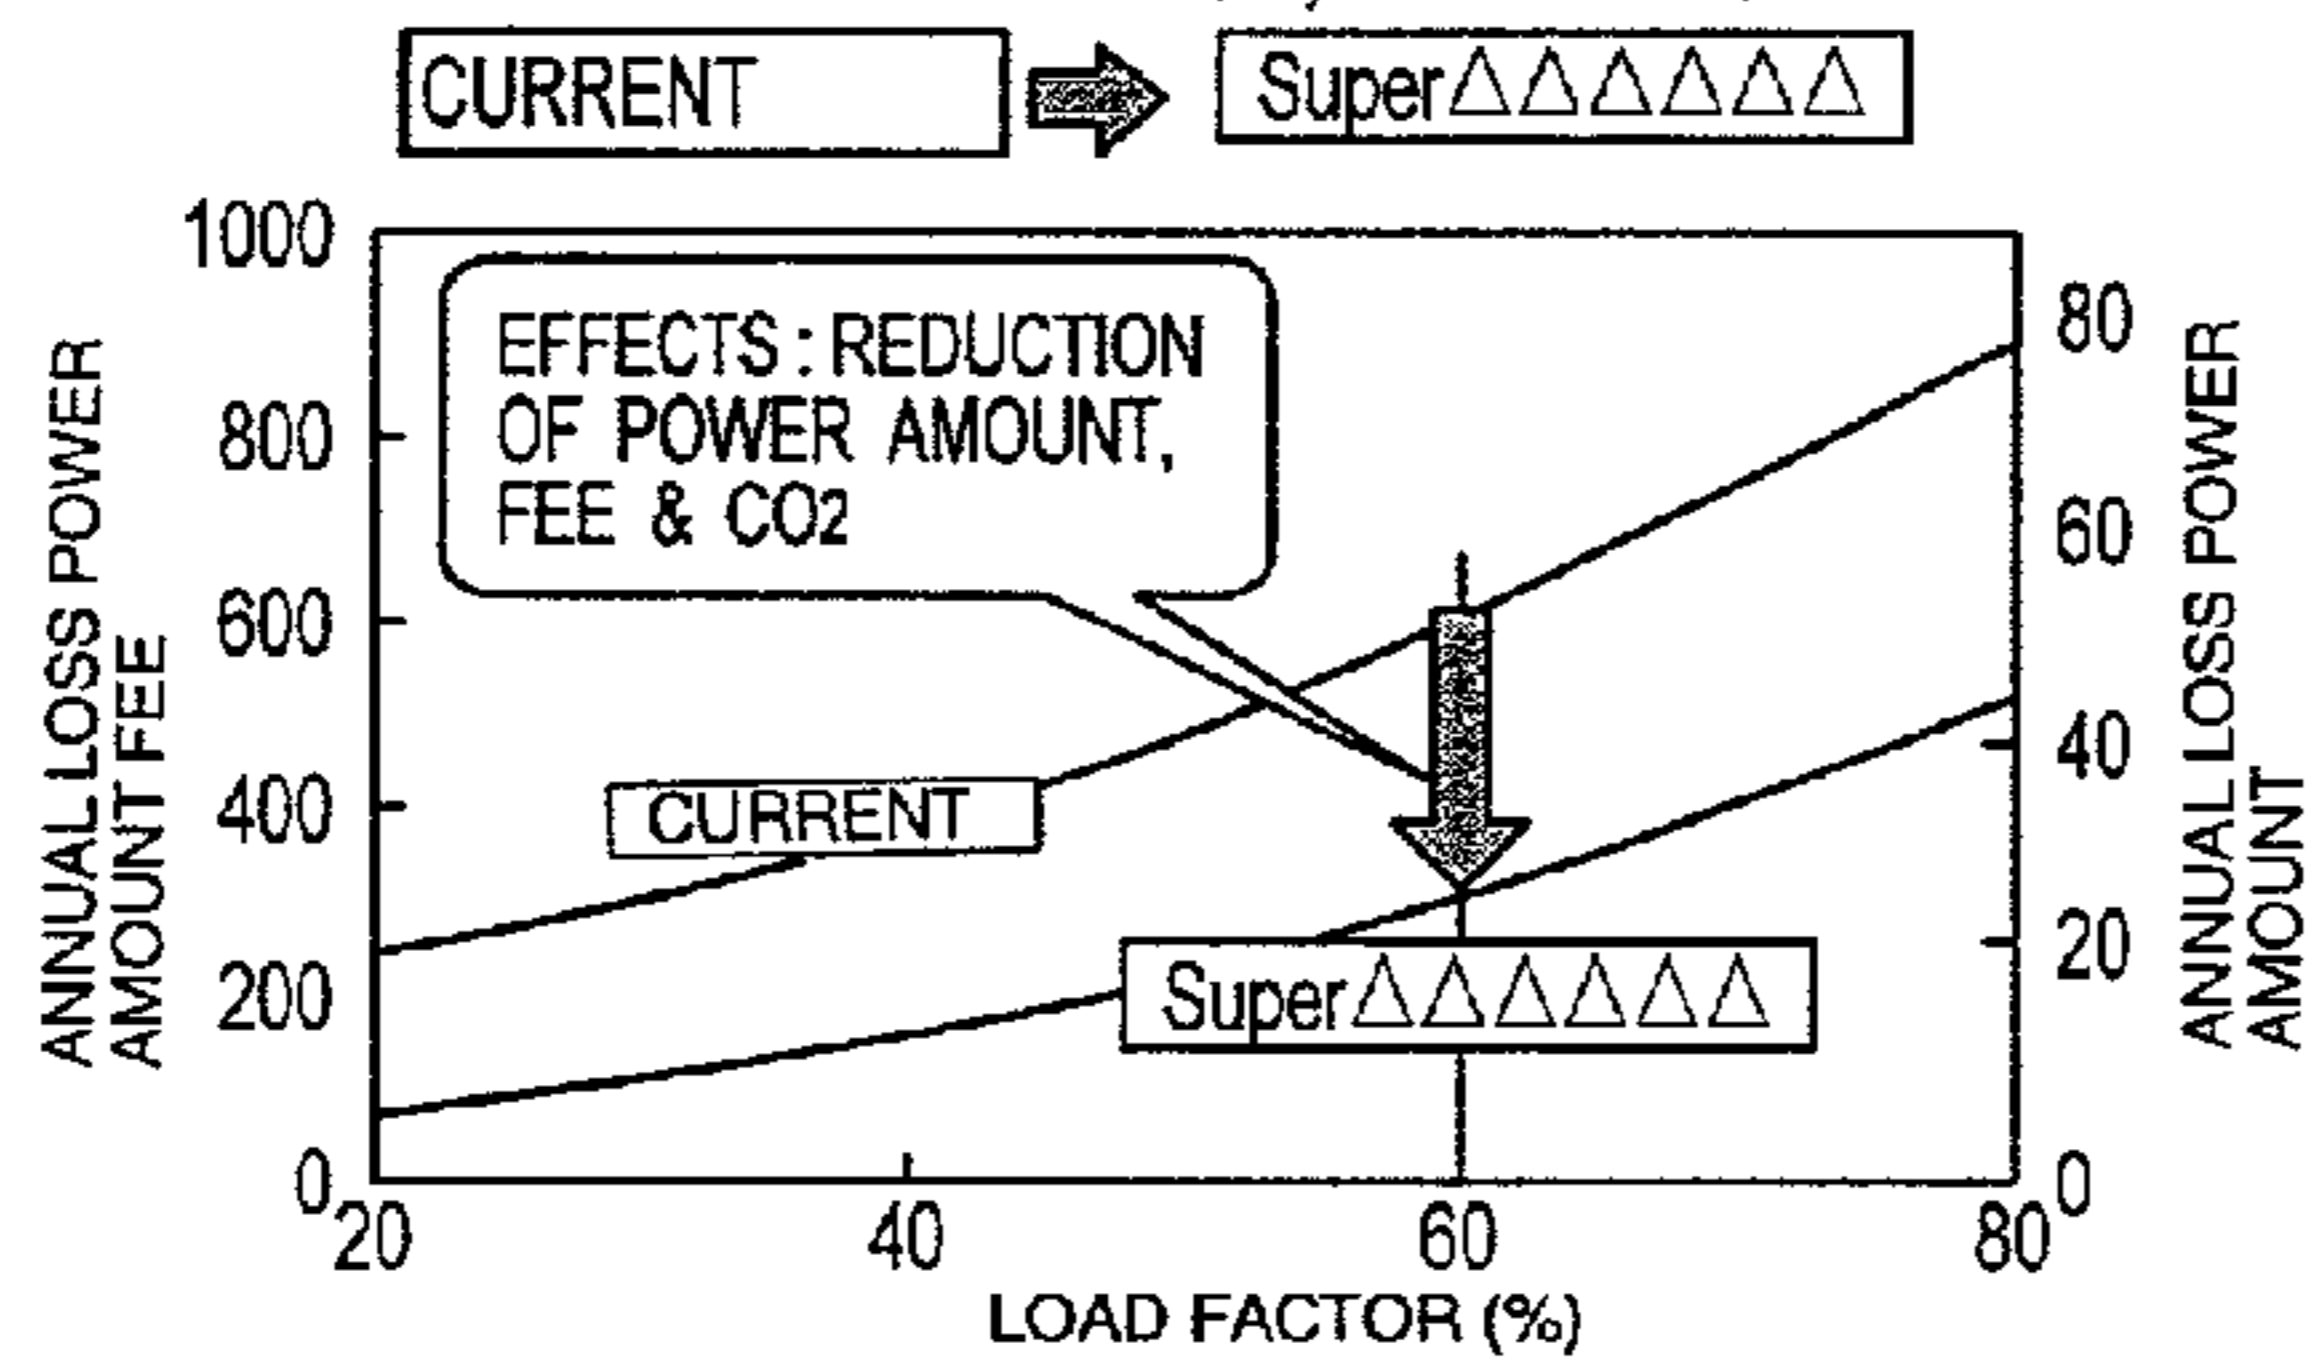 CURRENT
Super△△△△△△
1000
800
600
400
200
0
ANNUAL LOSS POWER
AMOUNT FEE
EFFECTS : REDUCTION
OF POWER AMOUNT,
FEE & CO2
CURRENT
Super△△△△△△
80
60
40
20
0
ANNUAL LOSS POWER
AMOUNT
20 40 60 80
LOAD FACTOR (%)